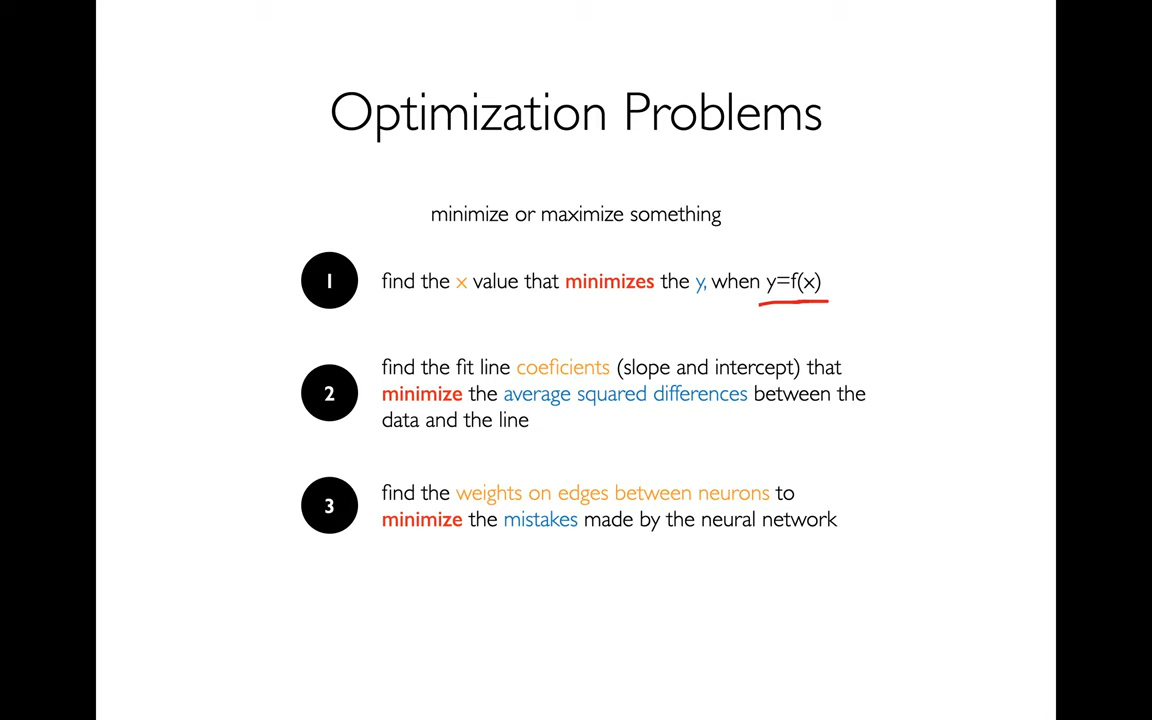 Optimization Problems
minimize or maximize something
1
find the x value that minimizes the y, when y=f(x)
2
find the fit line coeficients (slope and intercept) that
minimize the average squared differences between the
data and the line
3
find the weights on edges between neurons to
minimize the mistakes made by the neural network